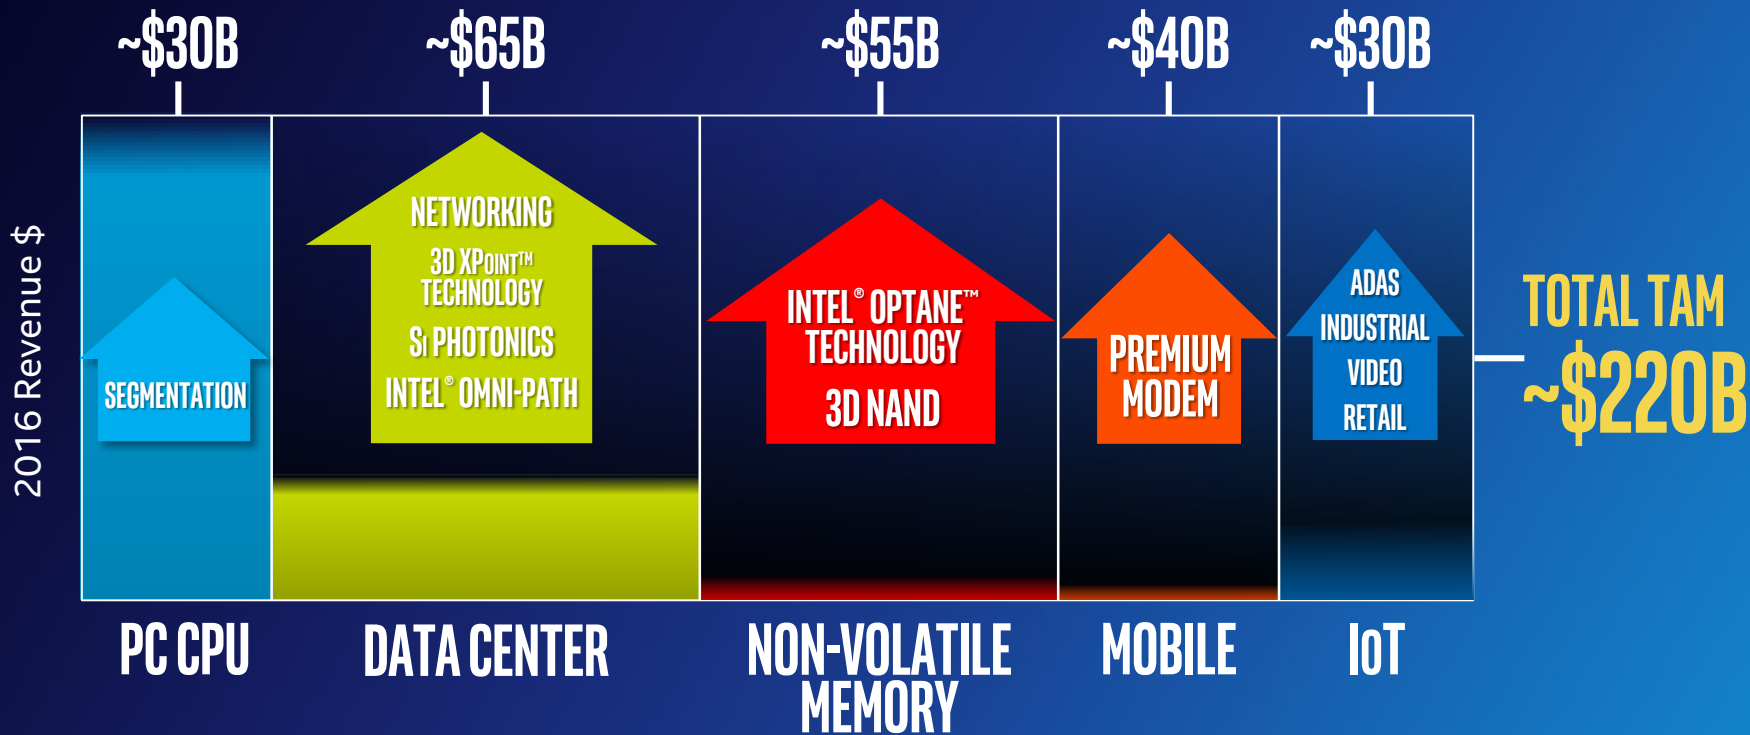 ~$30B
~$65B
~$55B
~$40B
~$30B
2016 Revenue $
SEGMENTATION
NETWORKING
3D XPOINT™
TECHNOLOGY
Si PHOTONICS
INTEL® OMNI-PATH
INTEL® OPTANE™
TECHNOLOGY
3D NAND
PREMIUM
MODEM
ADAS
INDUSTRIAL
VIDEO
RETAIL
TOTAL TAM
~$220B
PC CPU
DATA CENTER
NON-VOLATILE
MEMORY
MOBILE
IoT